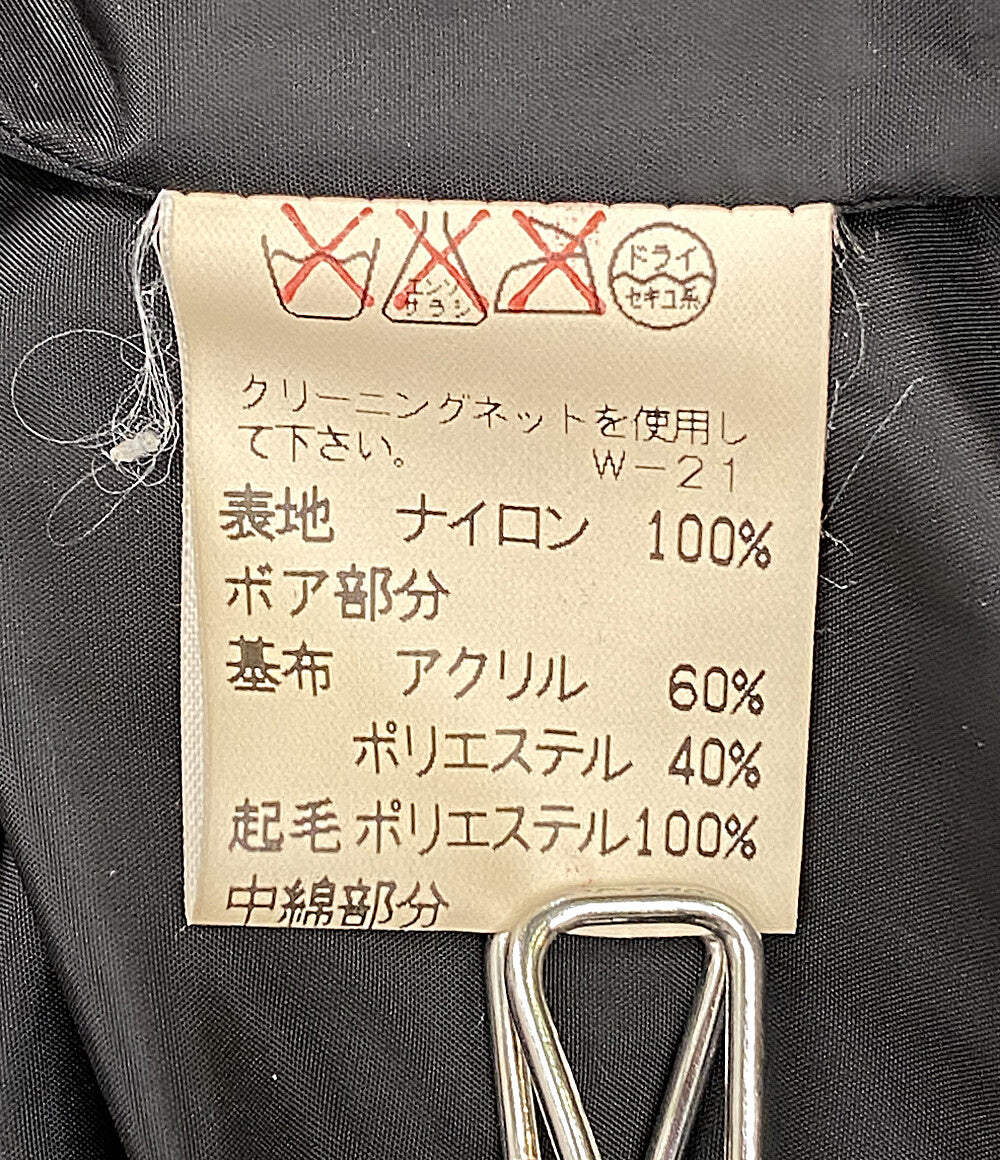 エンソ
サラシ
ドライ
セキユ系
クリーニングネットを使用し
て下さい。
W-21
表地 ナイロン 100%
ボア部分
基布 アクリル 60%
ポリエステル 40%
起毛 ポリエステル100%
中綿部分